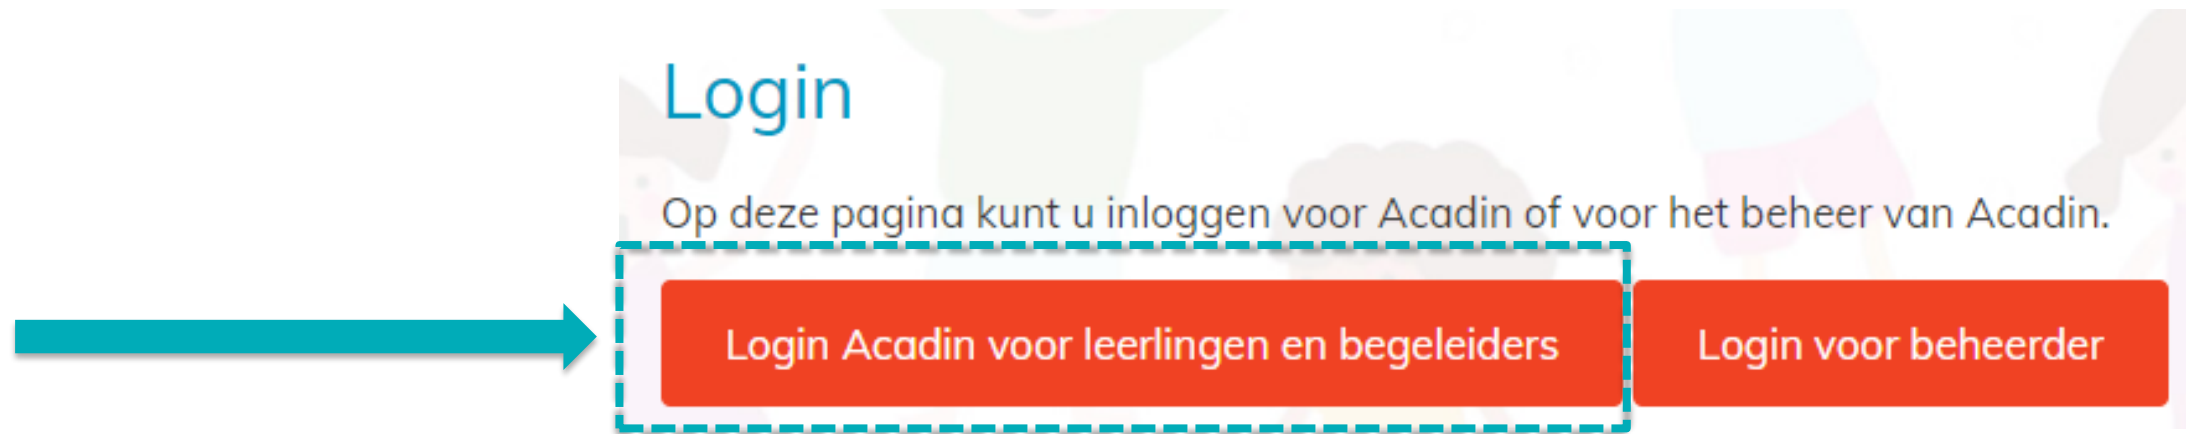 Login
Op deze pagina kunt u inloggen voor Acadin of voor het beheer van Acadin.
Login Acadin voor leerlingen en begeleiders
Login voor beheerder